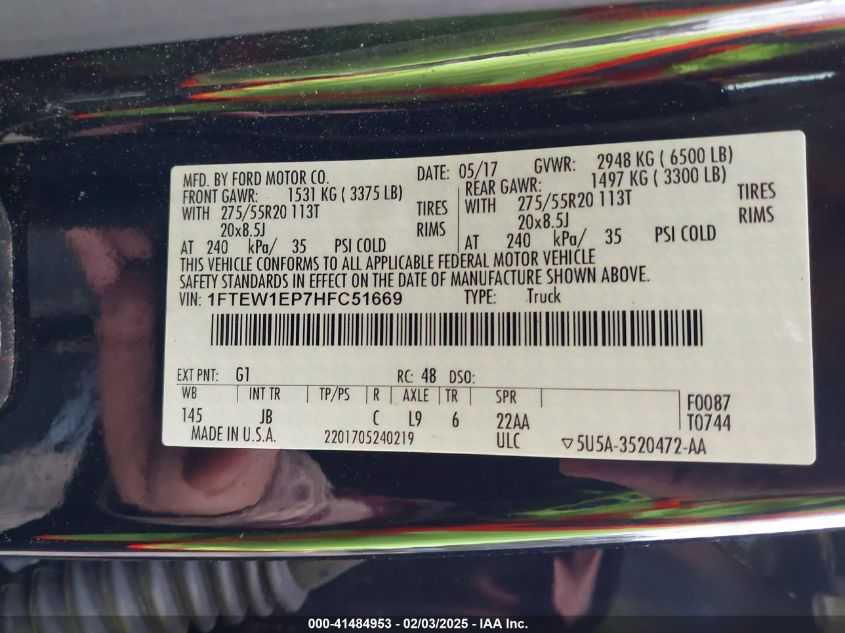 MFD. BY FORD MOTOR CO.
DATE: 05/17 GVWR: 2948 KG ( 6500 LB)
FRONT GAWR: 1531 KG ( 3375 LB) REAR GAWR: 1497 KG ( 3300 LB)
WITH 275/55R20 113T TIRES WITH 275/55R20 113T TIRES
20x8.5J RIMS 20x8.5J RIMS
AT 240 kPa/ 35 PSI COLD AT 240 kPa/ 35 PSI COLD
THIS VEHICLE CONFORMS TO ALL APPLICABLE FEDERAL MOTOR VEHICLE
SAFETY STANDARDS IN EFFECT ON THE DATE OF MANUFACTURE SHOWN ABOVE.
VIN: 1FTEW1EP7HFC51669 TYPE: Truck
EXT PNT: G1 RC: 48 DSO:
WB INT TR TP/PS R AXLE TR SPR F0087
145 JB C L9 6 22AA T0744
MADE IN U.S.A. 2201705240219 ULC ▽5U5A-3520472-AA
000-41484953 - 02/03/2025 - IAA Inc.